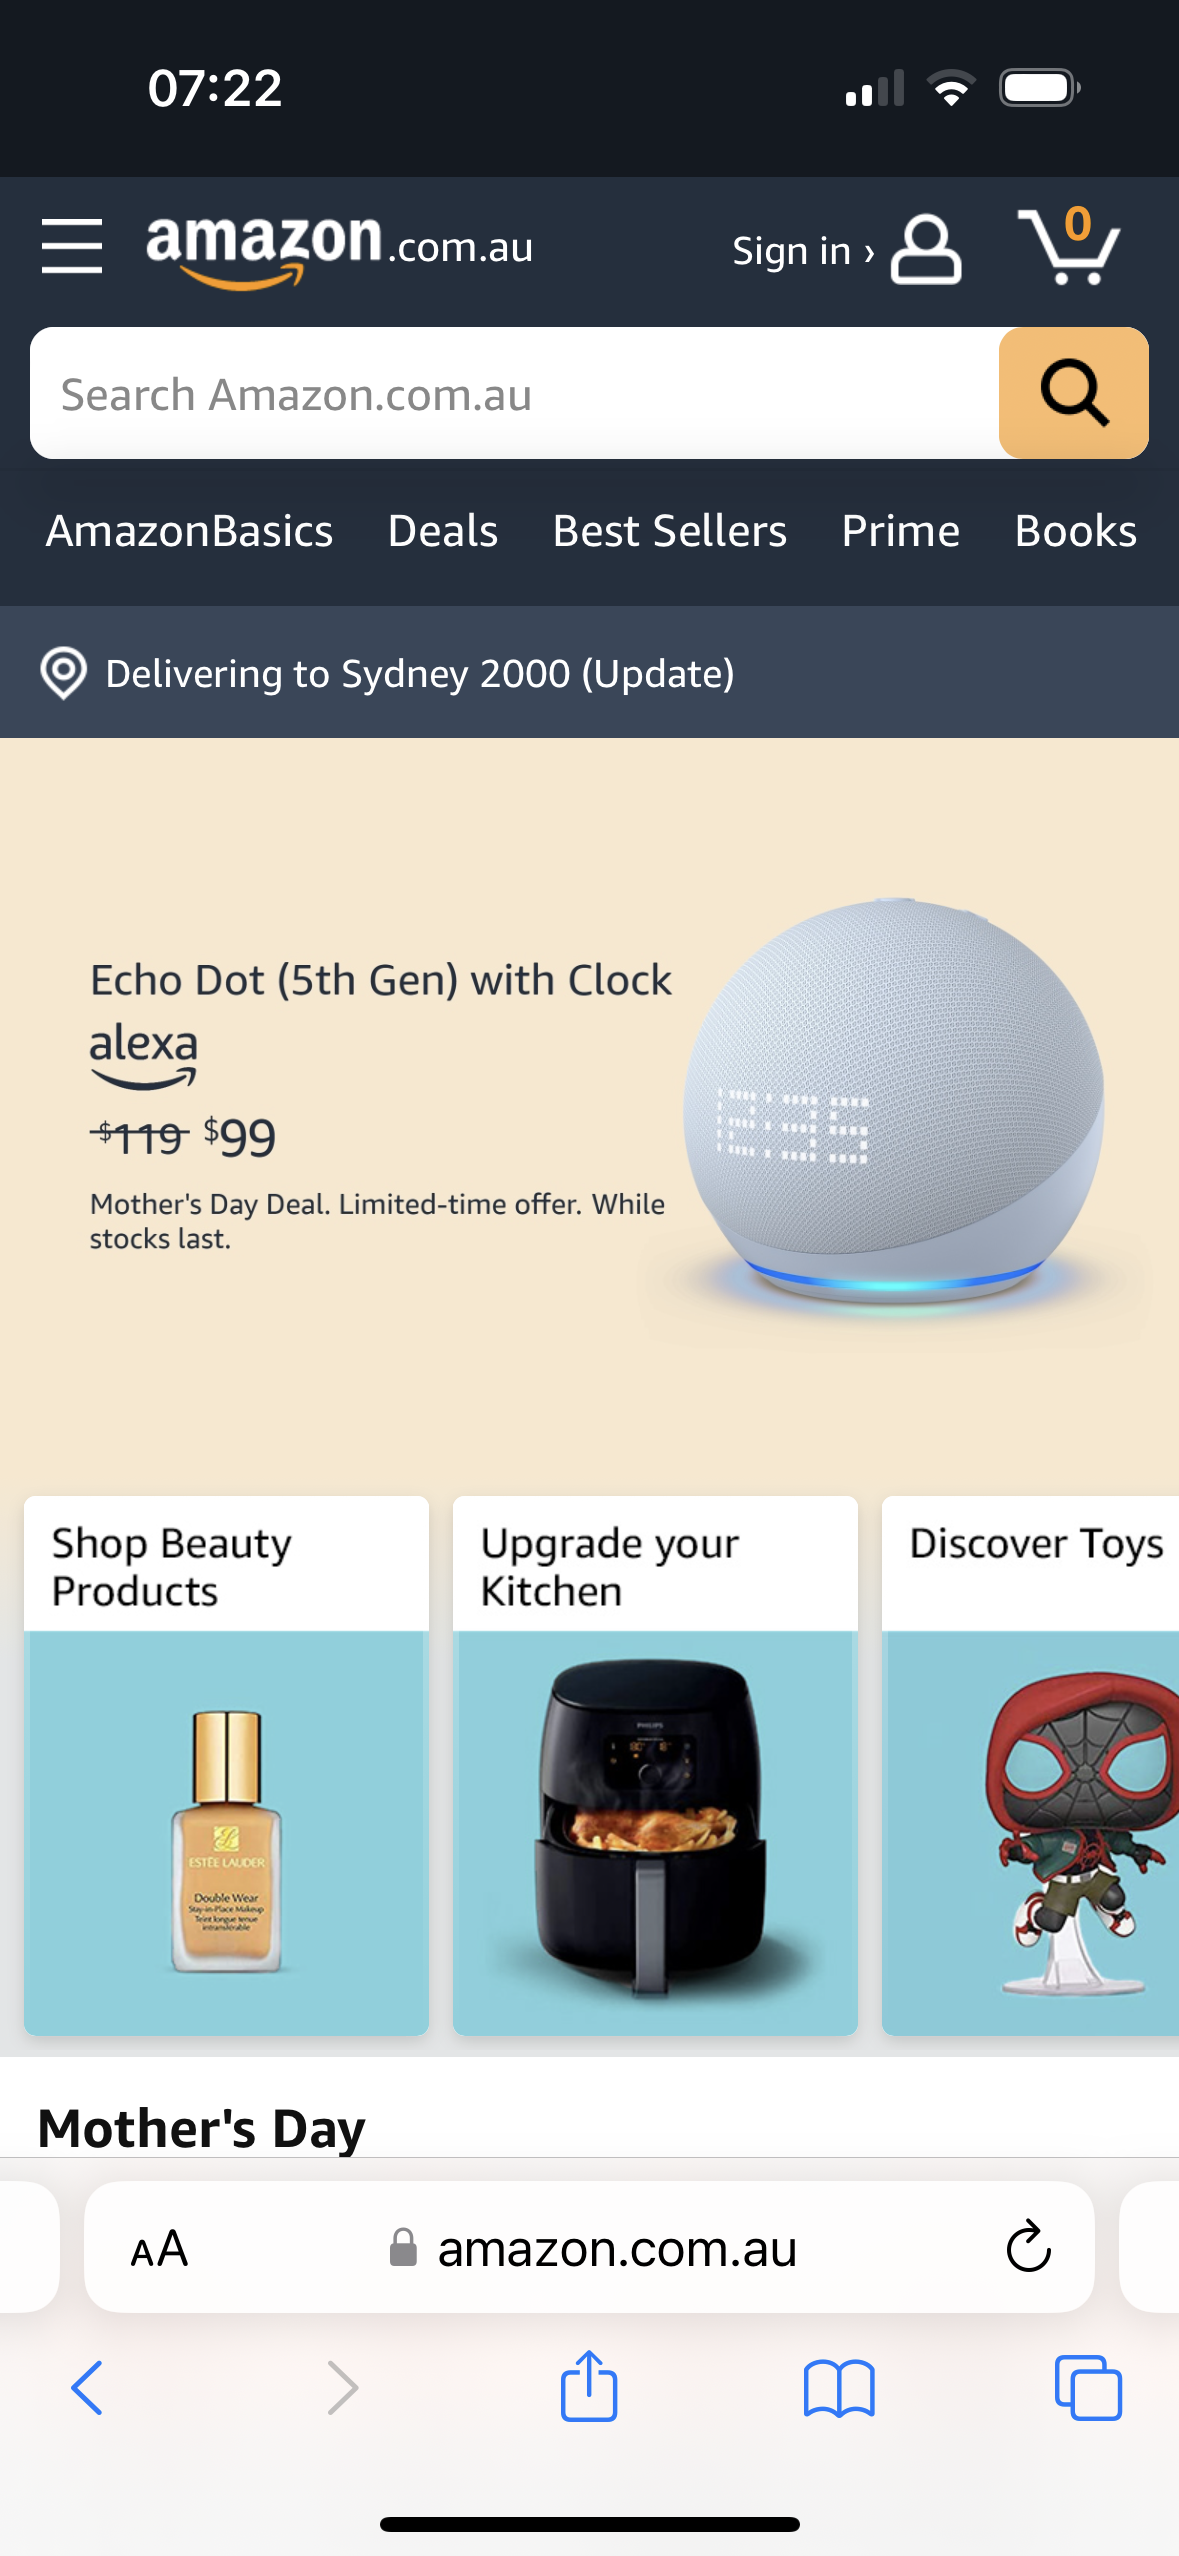 07:22
amazon.com.au
Sign in ›
0
Search Amazon.com.au
AmazonBasics Deals Best Sellers Prime Books
Delivering to Sydney 2000 (Update)
Echo Dot (5th Gen) with Clock
alexa
$119 $99
Mother's Day Deal. Limited-time offer. While
stocks last.
Shop Beauty
Products
Upgrade your
Kitchen
Discover Toys
PHILIPS
ESTĒE LAUDER
Double Wear
Stay-in-Place Makeup
Teint longue tenue
intransférable
Mother's Day
AA
amazon.com.au